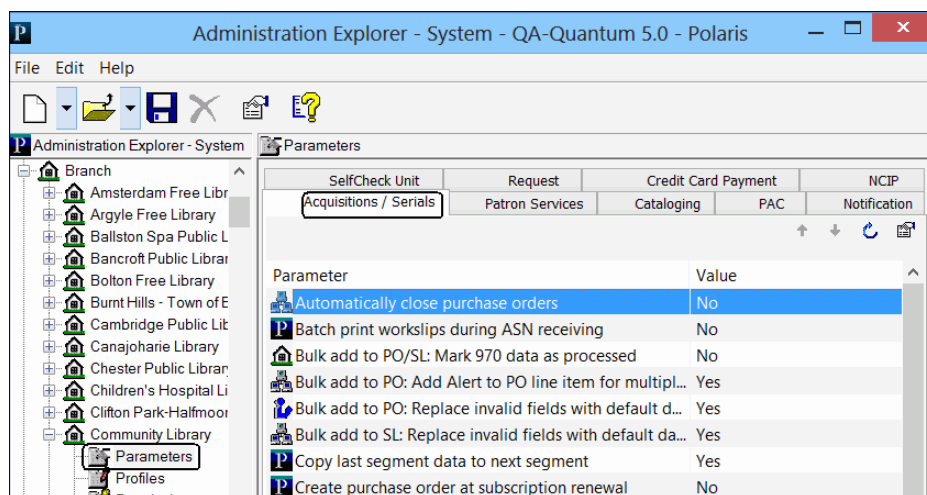 Administration Explorer - System - QA-Quantum 5.0 - Polaris
File Edit Help
Administration Explorer - System
Parameters
Branch
Amsterdam Free Libr
Argyle Free Library
Ballston Spa Public L
Bancroft Public Librar
Bolton Free Library
Burnt Hills - Town of E
Cambridge Public Lib
Canajoharie Library
Chester Public Library
Children's Hospital Li
Clifton Park-Halfmoor
Community Library
Parameters
Profiles
SelfCheck Unit Request Credit Card Payment NCIP
Acquisitions / Serials Patron Services Cataloging PAC Notification
Parameter Value
Automatically close purchase orders No
Batch print workslips during ASN receiving No
Bulk add to PO/SL: Mark 970 data as processed No
Bulk add to PO: Add Alert to PO line item for multipl... Yes
Bulk add to PO: Replace invalid fields with default d... Yes
Bulk add to SL: Replace invalid fields with default da... Yes
Copy last segment data to next segment Yes
Create purchase order at subscription renewal No